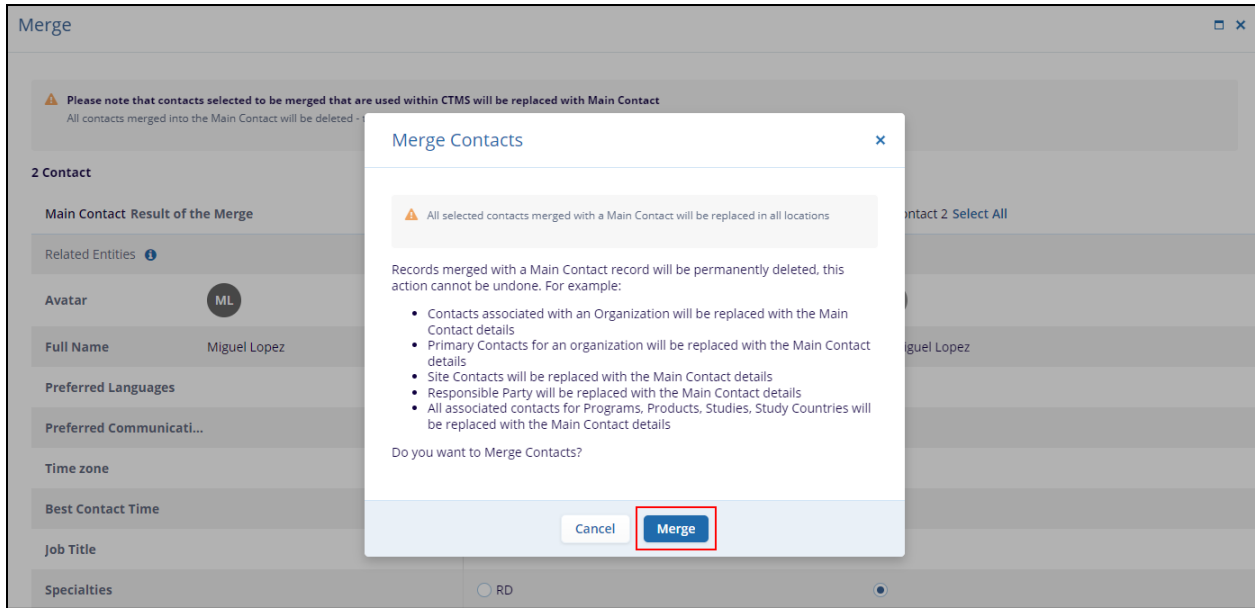 Merge
Please note that contacts selected to be merged that are used within CTMS will be replaced with Main Contact
All contacts merged into the Main Contact will be deleted -
2 Contact
Main Contact Result of the Merge
2 Select All
Related Entities
Avatar
ML
Full Name
Miguel Lopez
Lopez
Preferred Languages
Preferred Communicati...
Time zone
Best Contact Time
Job Title
Specialties
RD
Merge Contacts
All selected contacts merged with a Main Contact will be replaced in all locations
Records merged with a Main Contact record will be permanently deleted, this
action cannot be undone. For example:
• Contacts associated with an Organization will be replaced with the Main
Contact details
• Primary Contacts for an organization will be replaced with the Main Contact
details
• Site Contacts will be replaced with the Main Contact details
• Responsible Party will be replaced with the Main Contact details
• All associated contacts for Programs, Products, Studies, Study Countries will
be replaced with the Main Contact details
Do you want to Merge Contacts?
Cancel
Merge